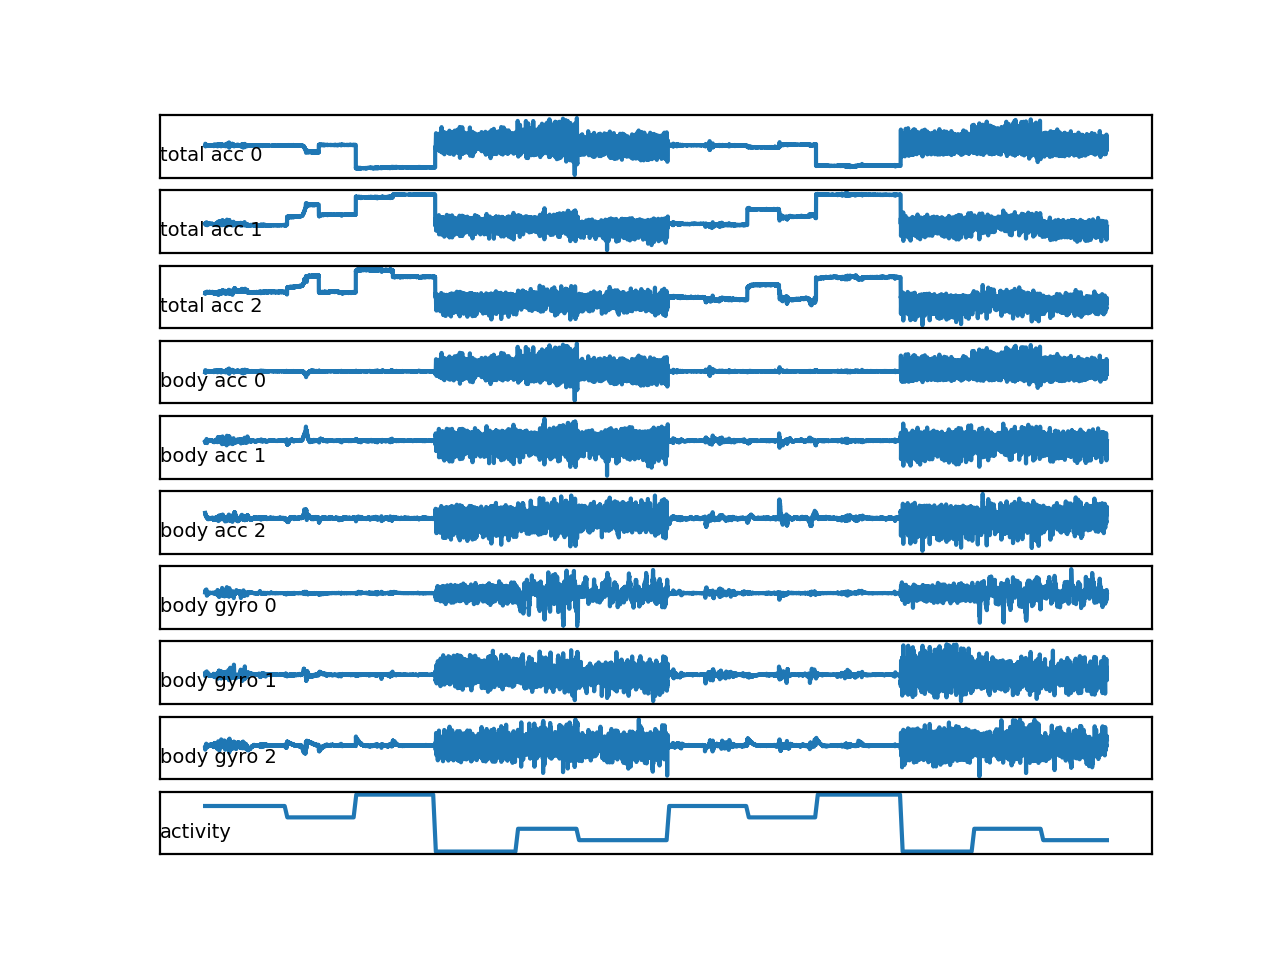 total acc 0
total acc 1
total acc 2
body acc 0
body acc 1
body acc 2
body gyro 0
body gyro 1
body gyro 2
activity